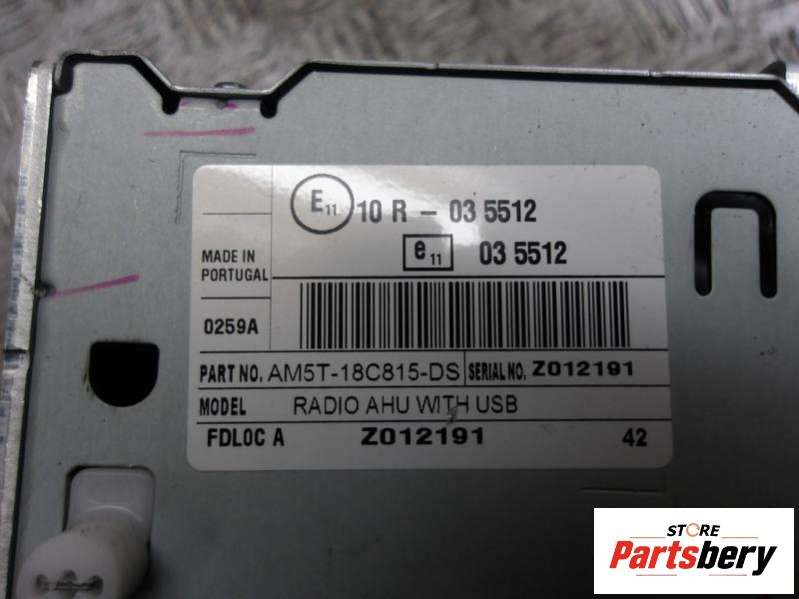 E11 10 R - 03 5512
e11 03 5512
MADE IN
PORTUGAL
0259A
PART NO. AM5T-18C815-DS SERIAL NO. Z012191
MODEL RADIO AHU WITH USB
FDL0C A Z012191 42
STORE
Partsbery